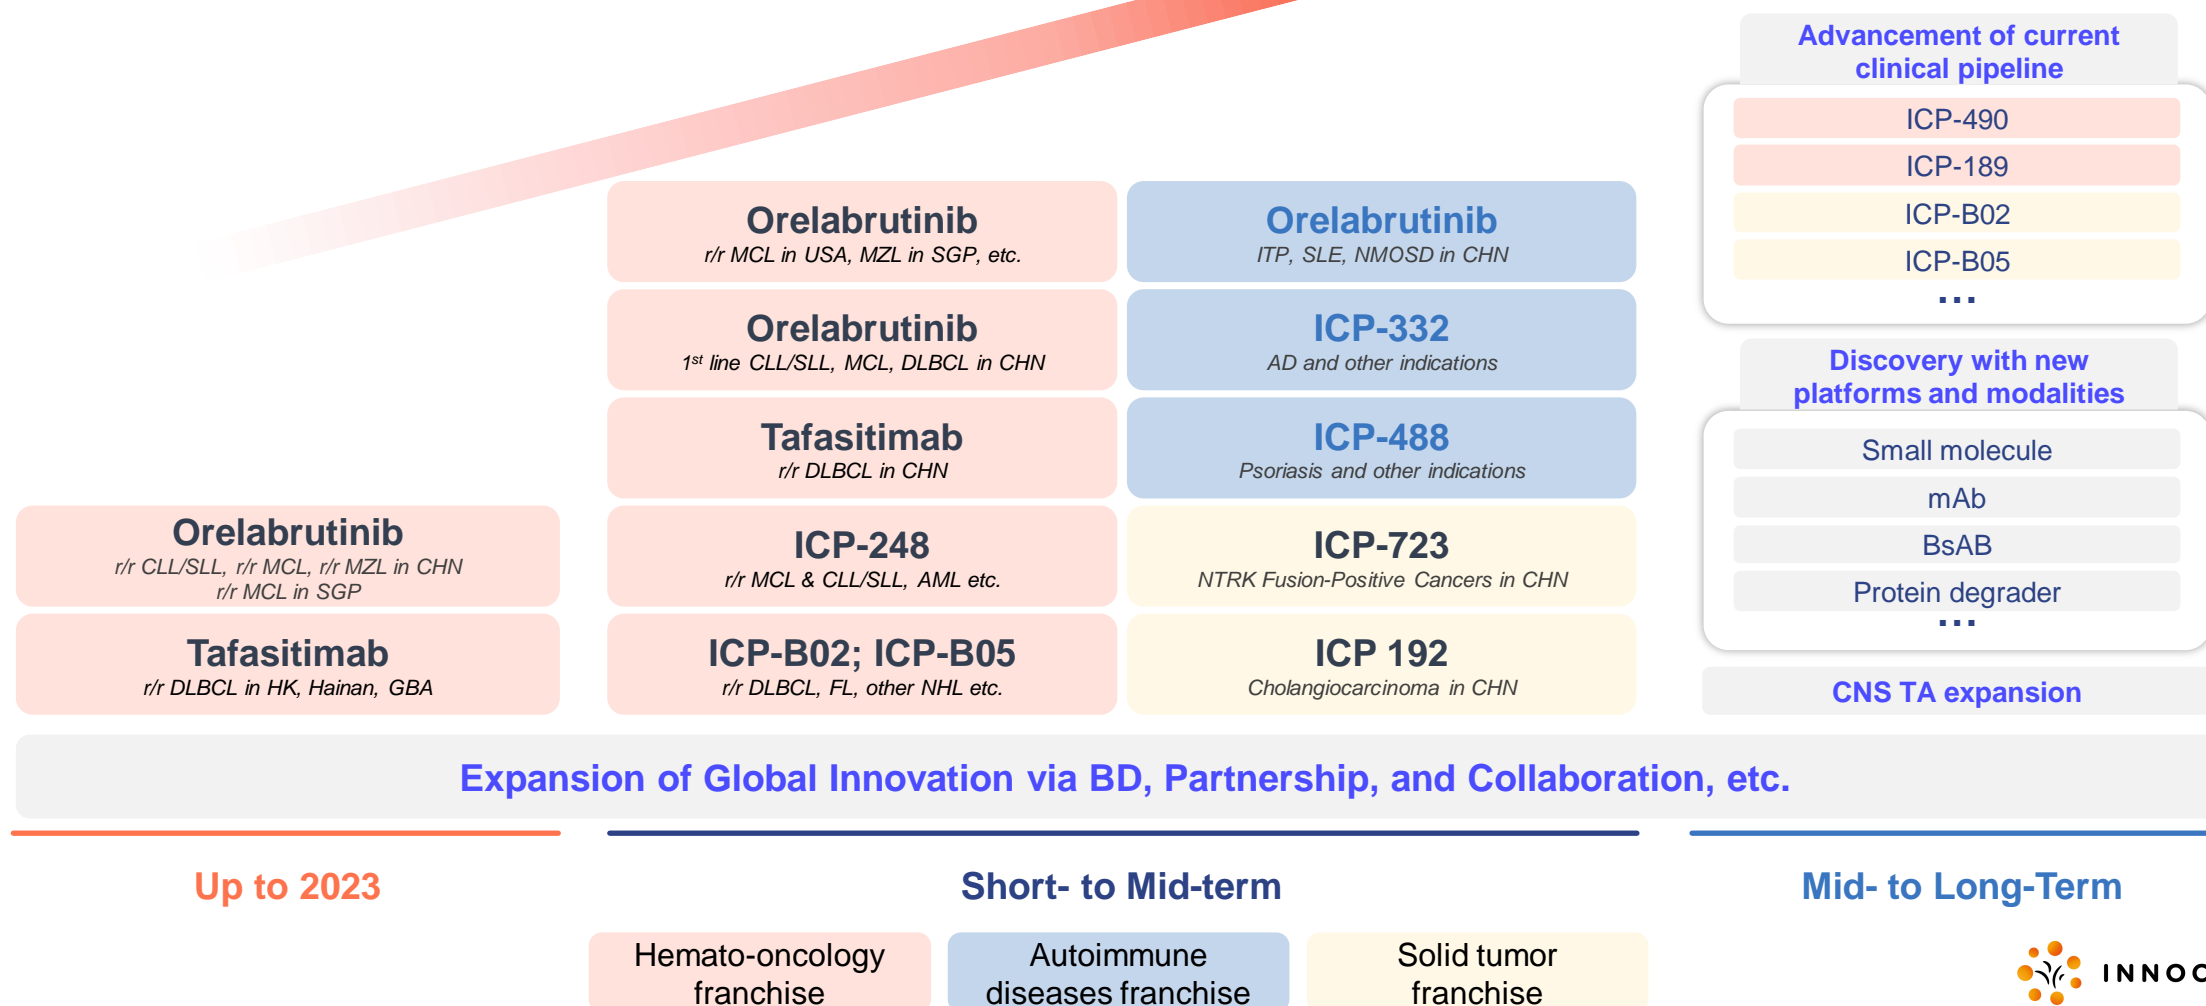 Advancement of current
clinical pipeline
ICP-490
ICP-189
ICP-B02
ICP-B05
...
Orelabrutinib
r/r MCL in USA, MZL in SGP, etc.
Orelabrutinib
ITP, SLE, NMOSD in CHN
Orelabrutinib
1st line CLL/SLL, MCL, DLBCL in CHN
ICP-332
AD and other indications
Discovery with new
platforms and modalities
Small molecule
mAb
BsAB
Protein degrader
...
Tafasitimab
r/r DLBCL in CHN
ICP-488
Psoriasis and other indications
Orelabrutinib
r/r CLL/SLL, r/r MCL, r/r MZL in CHN
r/r MCL in SGP
ICP-248
r/r MCL & CLL/SLL, AML etc.
ICP-723
NTRK Fusion-Positive Cancers in CHN
Tafasitimab
r/r DLBCL in HK, Hainan, GBA
ICP-B02; ICP-B05
r/r DLBCL, FL, other NHL etc.
ICP 192
Cholangiocarcinoma in CHN
CNS TA expansion
Expansion of Global Innovation via BD, Partnership, and Collaboration, etc.
Up to 2023
Short- to Mid-term
Mid- to Long-Term
Hemato-oncology
franchise
Autoimmune
diseases franchise
Solid tumor
franchise